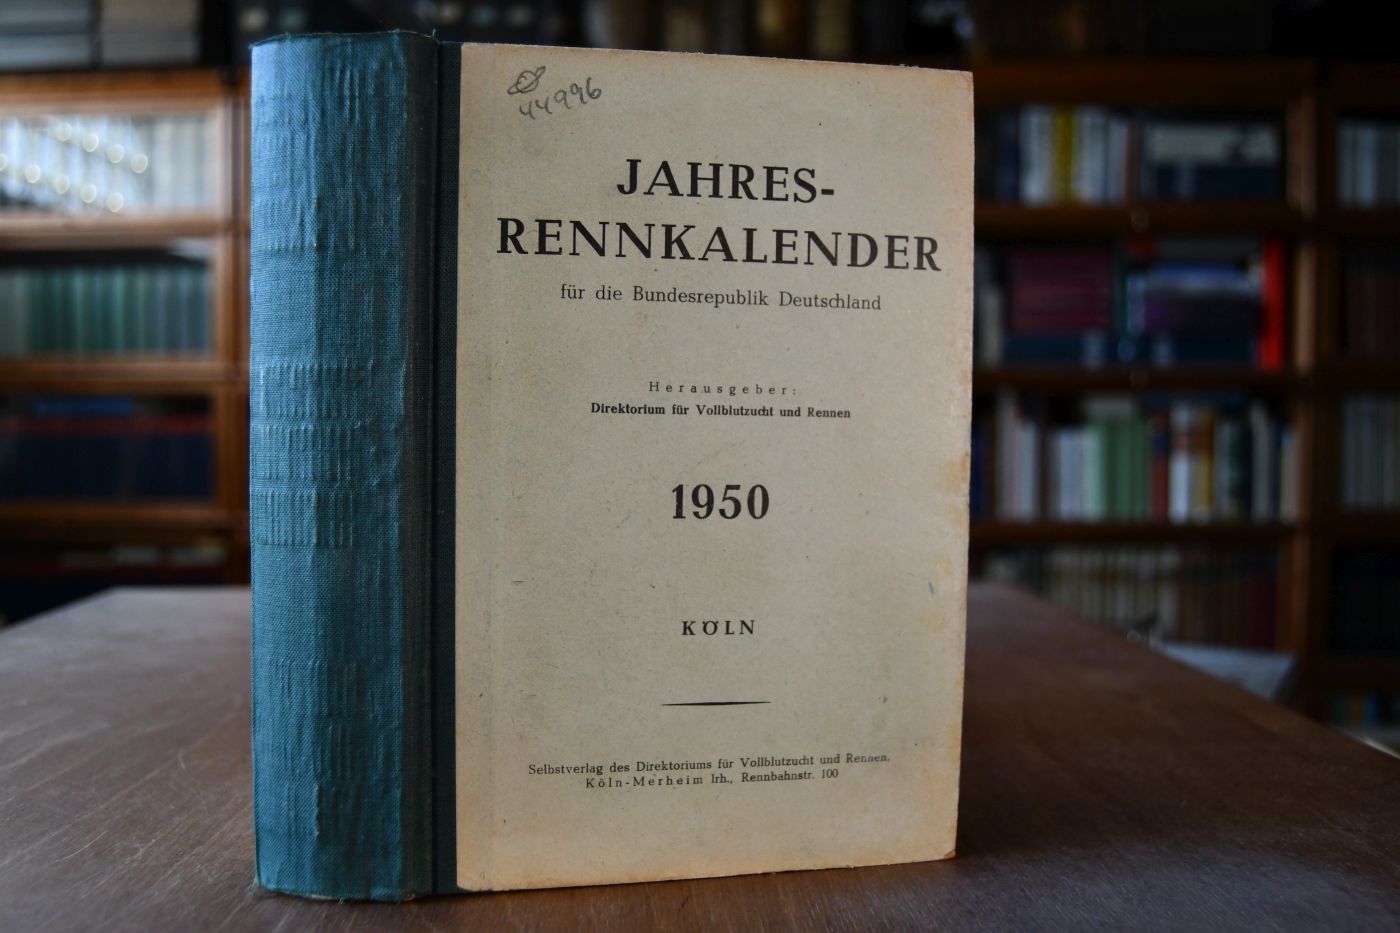 44996
JAHRES-
RENNKALENDER
für die Bundesrepublik Deutschland
Herausgeber:
Direktorium für Vollblutzucht und Rennen
1950
KÖLN
Selbstverlag des Direktoriums für Vollblutzucht und Rennen,
Köln-Merheim lrh., Rennbahnstr. 100